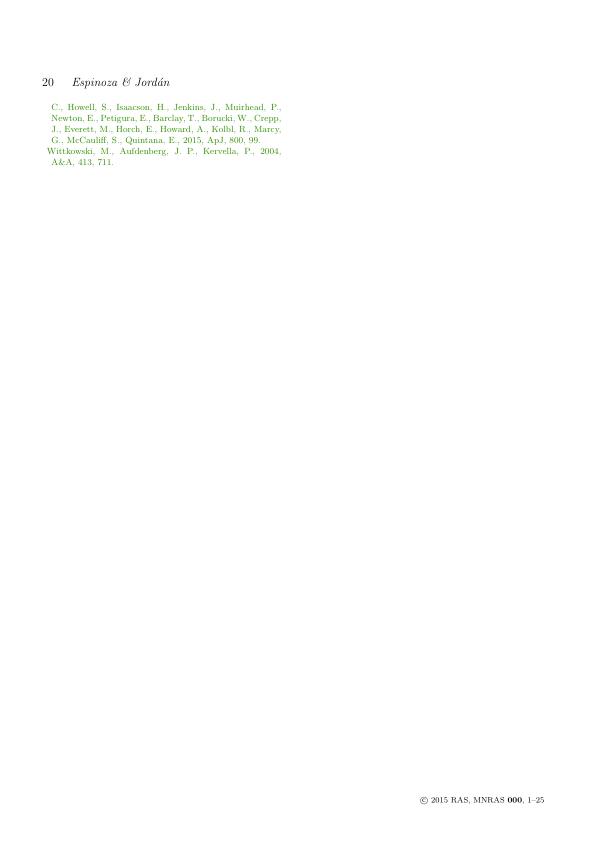 20 Espinoza & Jordán
C., Howell, S., Isaacson, H., Jenkins, J., Muirhead, P.,
Newton, E., Petigura, E., Barclay, T., Borucki, W., Crepp,
J., Everett, M., Horch, E., Howard, A., Kolbl, R., Marcy,
G., McCauliff, S., Quintana, E., 2015, ApJ, 800, 99.
Wittkowski, M., Aufdenberg, J. P., Kervella, P., 2004,
A&A, 413, 711.
© 2015 RAS, MNRAS 000, 1–25